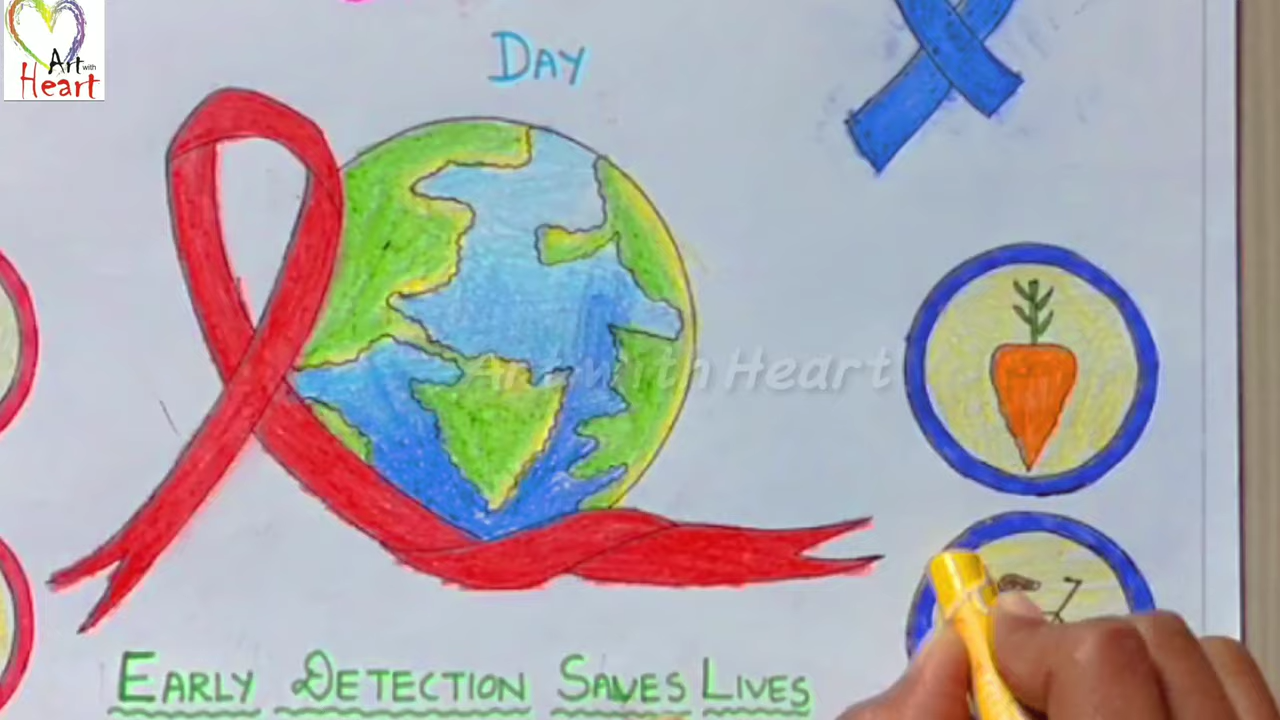 Art with
Heart
DAY
Art with Heart
EARLY DETECTION SAVES LIVES